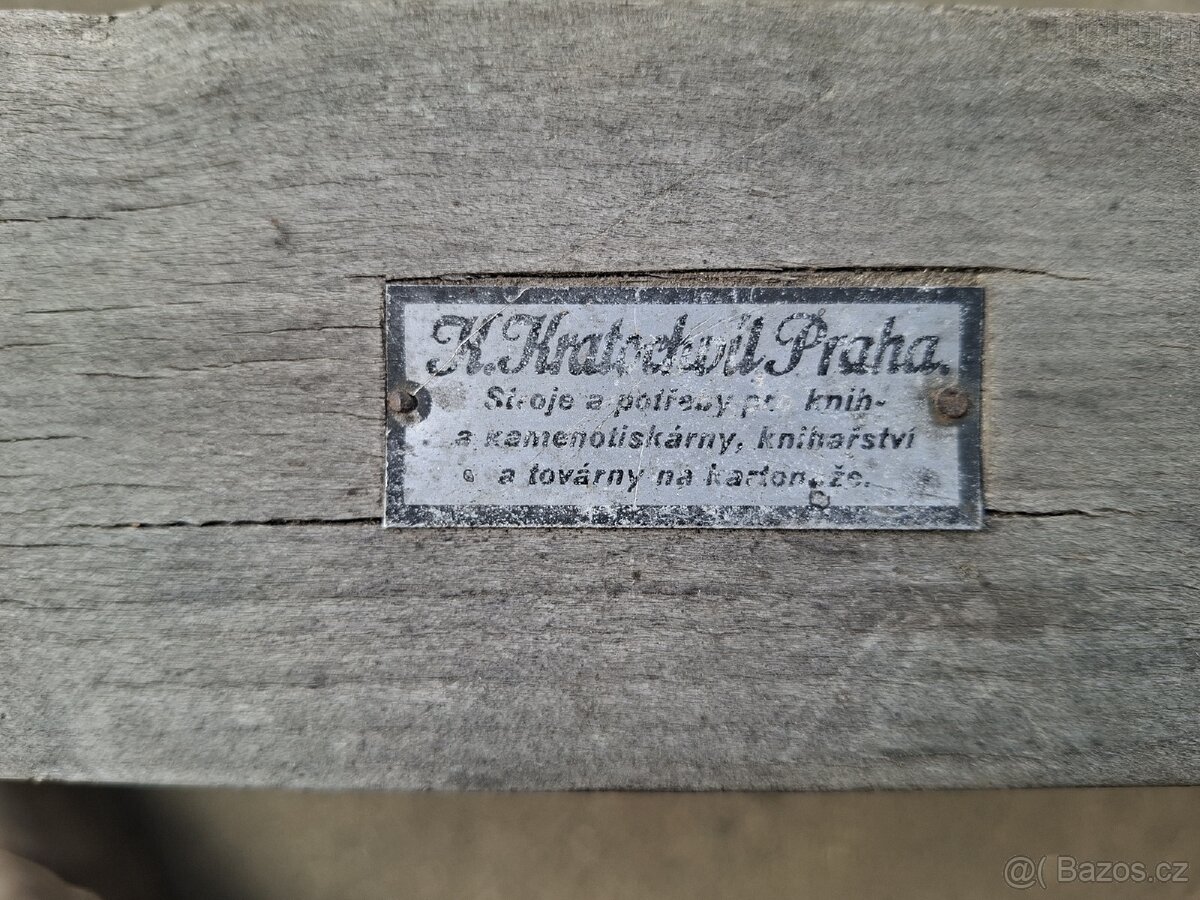 K. Kratochvíl Praha.
Stroje a potřeby pro knih-
a kamenotiskárny, knihařství
a továrny na kartonáže.
@( Bazos.cz